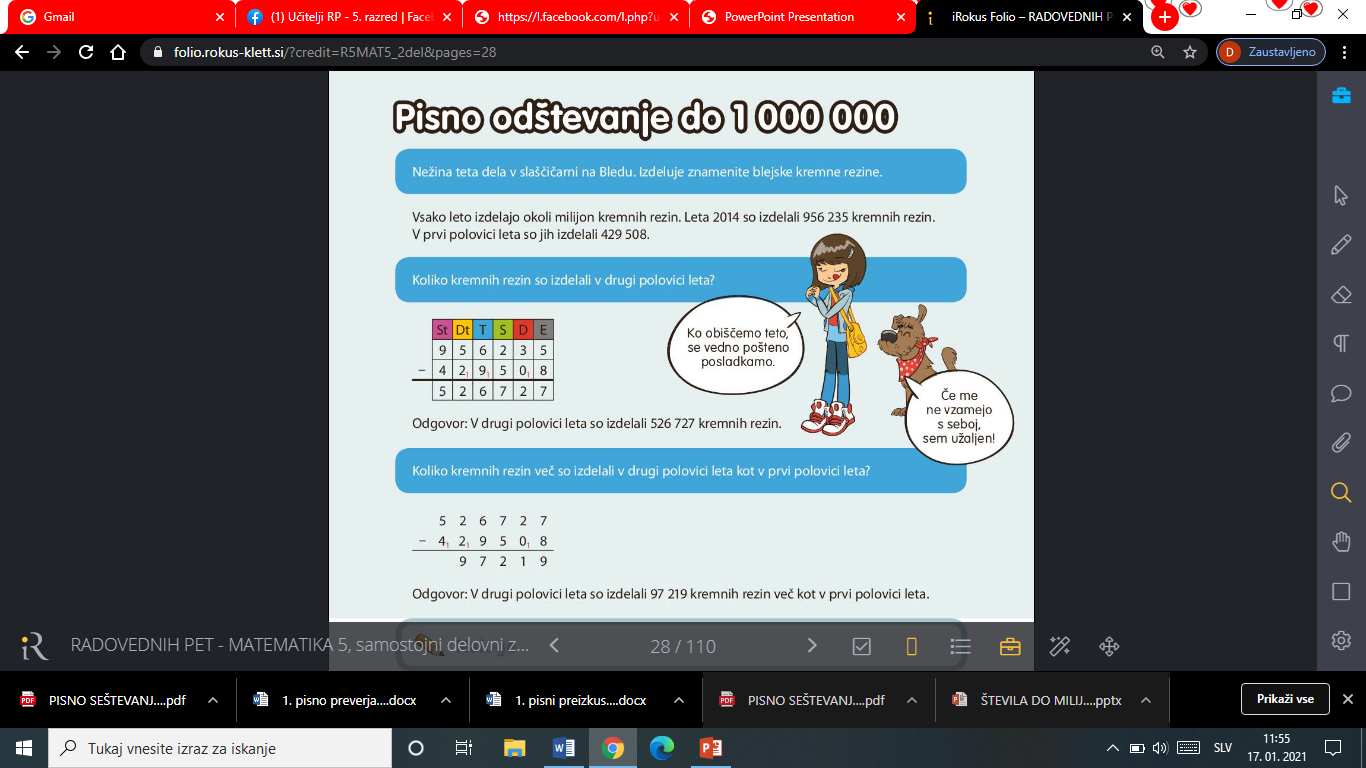 Gmail
(1) Učitelji RP - 5. razred | Facel
https://l.facebook.com/l.php?u
PowerPoint Presentation
iRokus Folio – RADOVEDNIH P
folio.rokus-klett.si/?credit=R5MAT5_2del&pages=28
D Zaustavljeno
Pisno odštevanje do 1 000 000
Nežina teta dela v slaščičarni na Bledu. Izdeluje znamenite blejske kremne rezine.
Vsako leto izdelajo okoli milijon kremnih rezin. Leta 2014 so izdelali 956 235 kremnih rezin.
V prvi polovici leta so jih izdelali 429 508.
Koliko kremnih rezin so izdelali v drugi polovici leta?
St Dt T S D E
9 5 6 2 3 5
– 4 2₁ 9₁ 5 0₁ 8
5 2 6 7 2 7
Ko obiščemo teto,
se vedno pošteno
posladkamo.
Če me
ne vzamejo
s seboj,
sem užaljen!
Odgovor: V drugi polovici leta so izdelali 526 727 kremnih rezin.
Koliko kremnih rezin več so izdelali v drugi polovici leta kot v prvi polovici leta?
5 2 6 7 2 7
– 4₁ 2₁ 9 5 0₁ 8
9 7 2 1 9
Odgovor: V drugi polovici leta so izdelali 97 219 kremnih rezin več kot v prvi polovici leta.
iR
RADOVEDNIH PET - MATEMATIKA 5, samostojni delovni z...
28 / 110
PISNO SEŠTEVANJ....pdf
1. pisno preverja....docx
1. pisni preizkus....docx
PISNO SEŠTEVANJ....pdf
ŠTEVILA DO MILIJ....pptx
Prikaži vse
Tukaj vnesite izraz za iskanje
SLV
11:55
17. 01. 2021